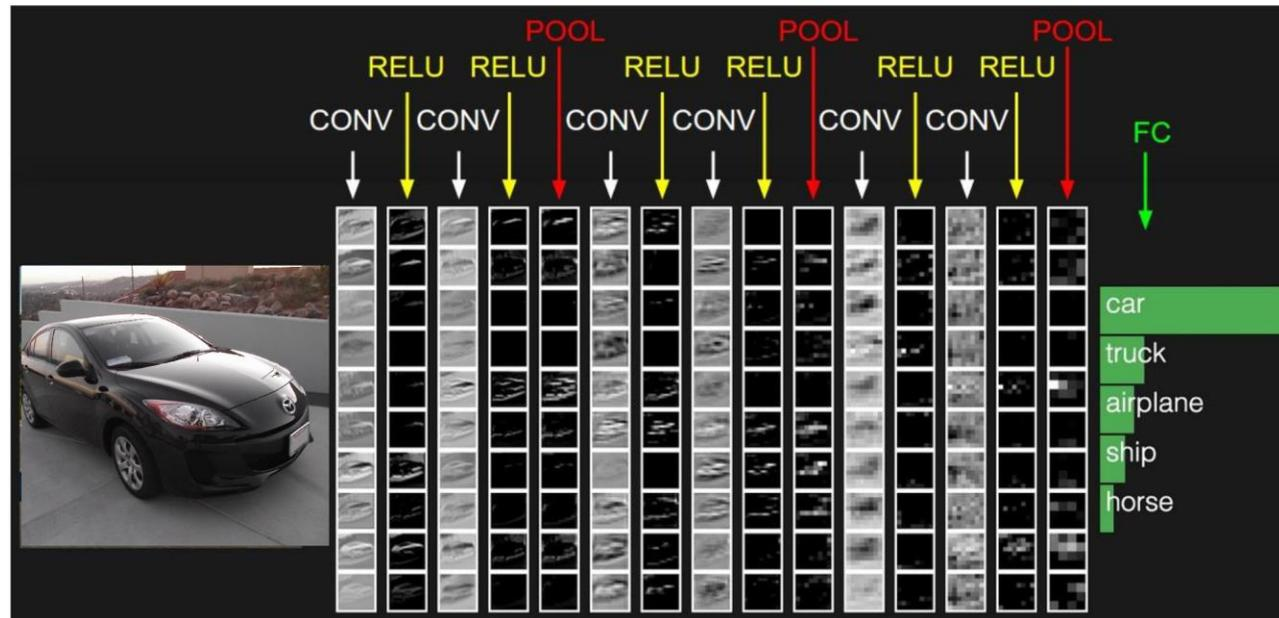 POOL POOL POOL
RELU RELU RELU RELU RELU RELU
CONV CONV CONV CONV CONV CONV
FC
car
truck
airplane
ship
horse